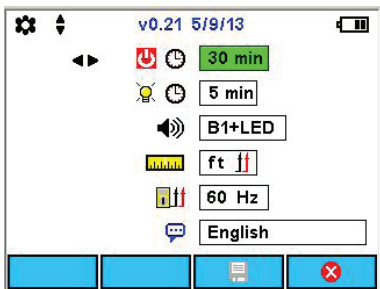 v0.21 5/9/13
30 min
5 min
B1+LED
ft
60 Hz
English